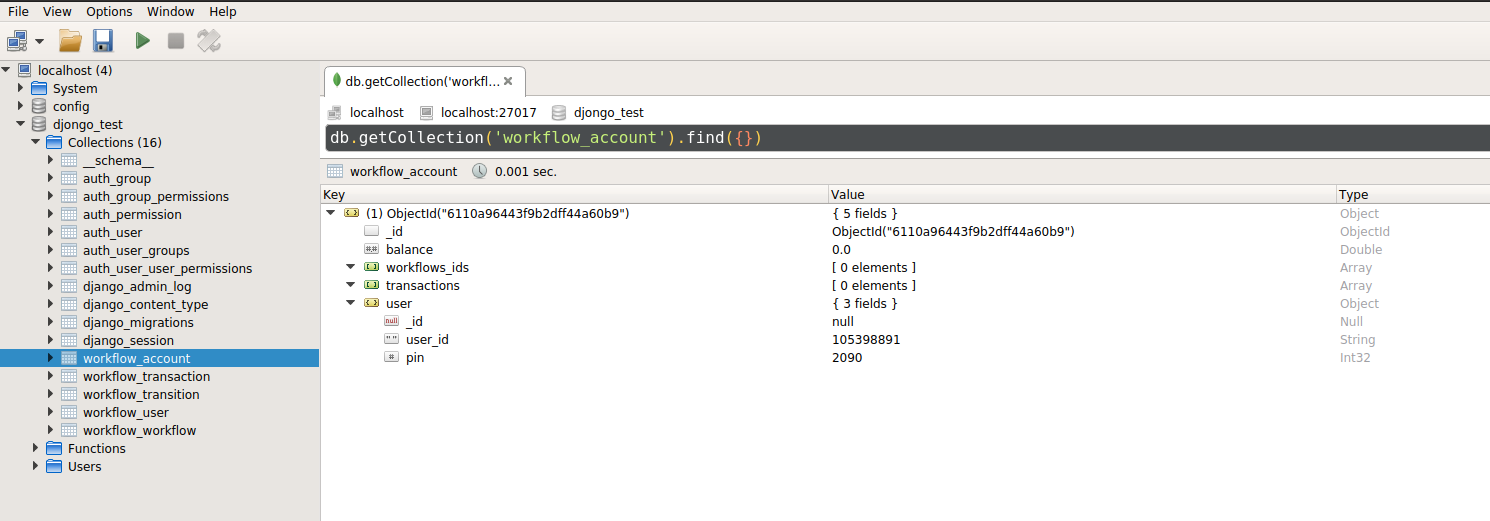 File View Options Window Help
localhost (4)
System
config
djongo_test
Collections (16)
__schema__
auth_group
auth_group_permissions
auth_permission
auth_user
auth_user_groups
auth_user_user_permissions
django_admin_log
django_content_type
django_migrations
django_session
workflow_account
workflow_transaction
workflow_transition
workflow_user
workflow_workflow
Functions
Users
db.getCollection('workfl...
localhost localhost:27017 djongo_test
db.getCollection('workflow_account').find({})
workflow_account 0.001 sec.
Key Value Type
(1) ObjectId("6110a96443f9b2dff44a60b9") { 5 fields } Object
_id ObjectId("6110a96443f9b2dff44a60b9") ObjectId
#.# balance 0.0 Double
workflows_ids [ 0 elements ] Array
transactions [ 0 elements ] Array
user { 3 fields } Object
null _id null Null
" " user_id 105398891 String
# pin 2090 Int32